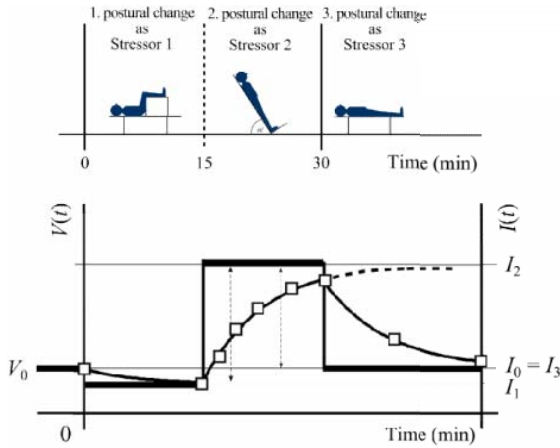 1. postural change
as
Stressor 1
2. postural change
as
Stressor 2
3. postural change
as
Stressor 3
0
15
30
Time (min)
V(t)
I(t)
I2
V0
I0 = I3
I1
0
Time (min)